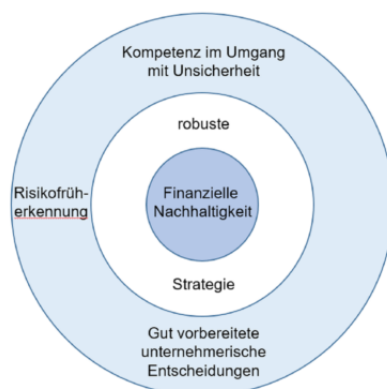 Kompetenz im Umgang
mit Unsicherheit
robuste
Risikofrüh-
erkennung
Finanzielle
Nachhaltigkeit
Strategie
Gut vorbereitete
unternehmerische
Entscheidungen